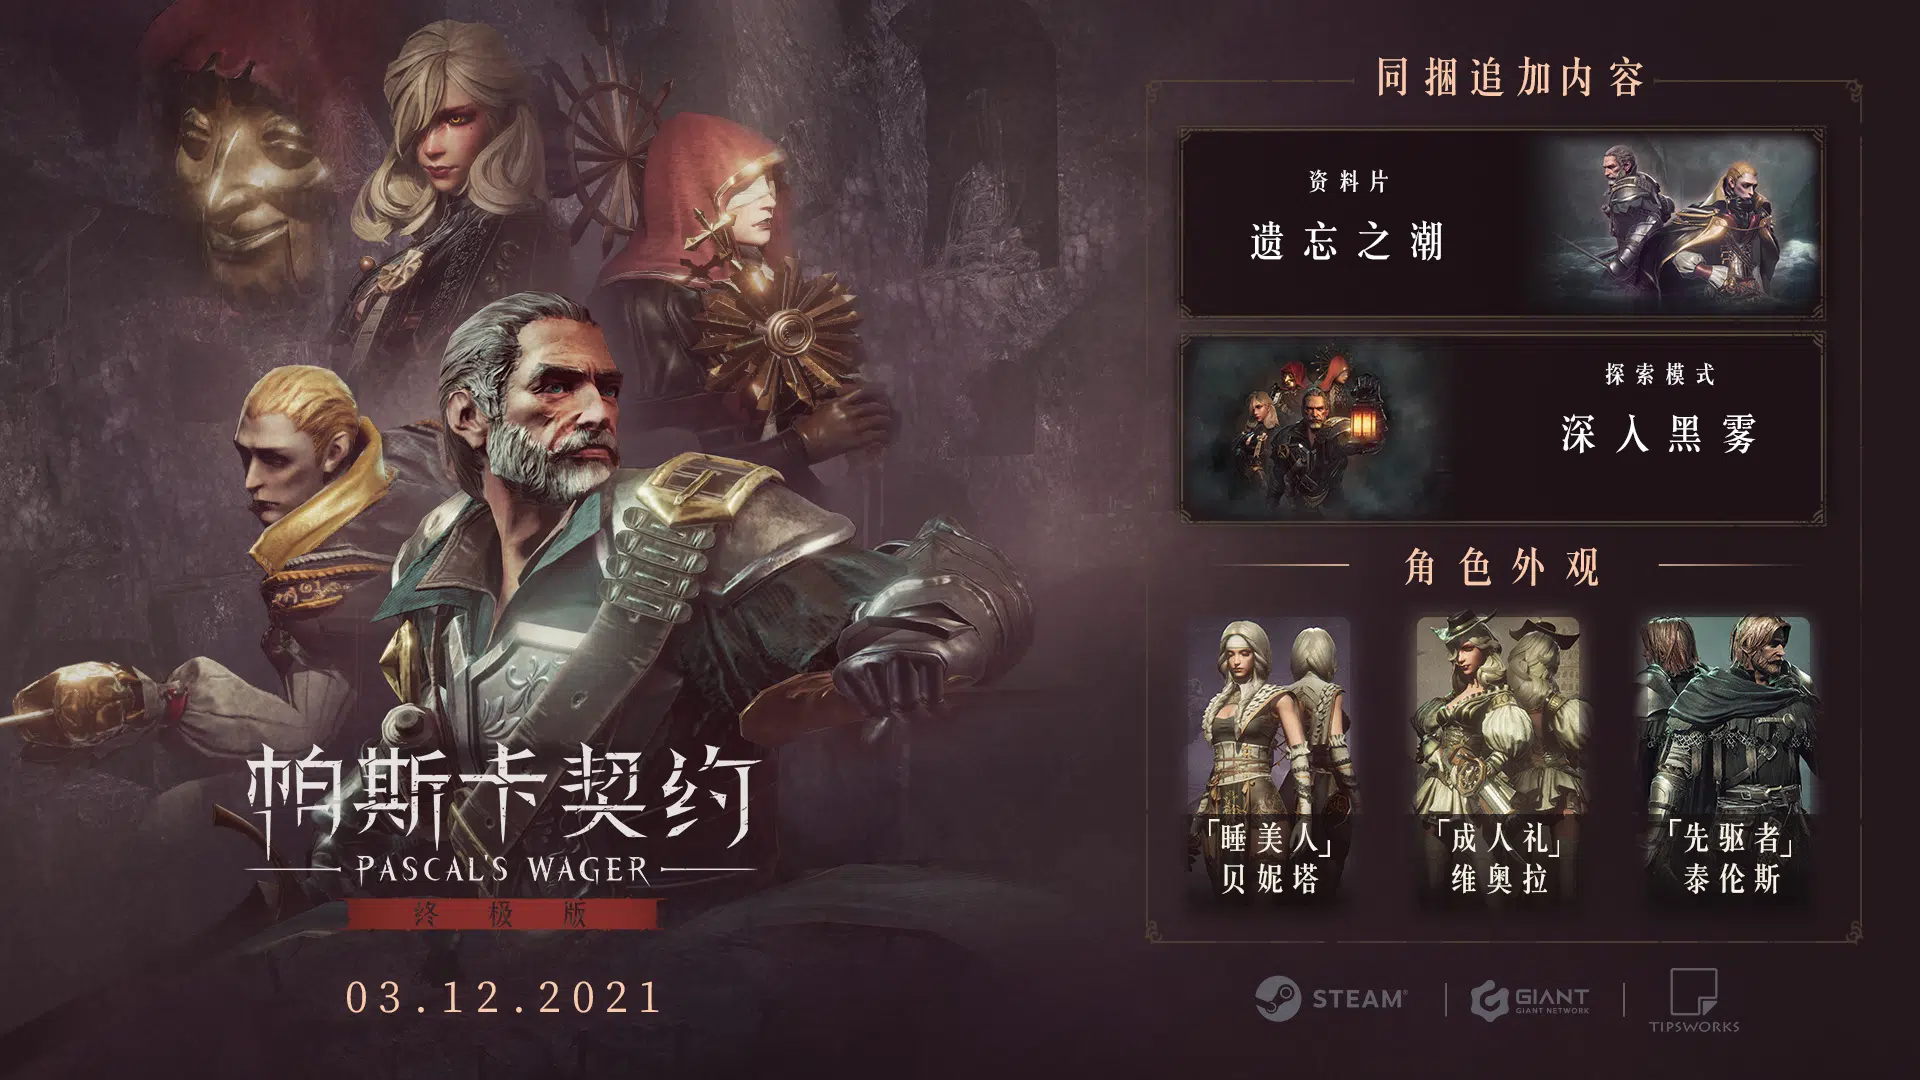 帕斯卡契约
PASCAL'S WAGER
终极版
03.12.2021
同捆追加内容
资料片
遗忘之潮
探索模式
深入黑雾
角色外观
「睡美人」
贝妮塔
「成人礼」
维奥拉
「先驱者」
泰伦斯
STEAM®
GIANT
GIANT NETWORK
TIPSWORKS